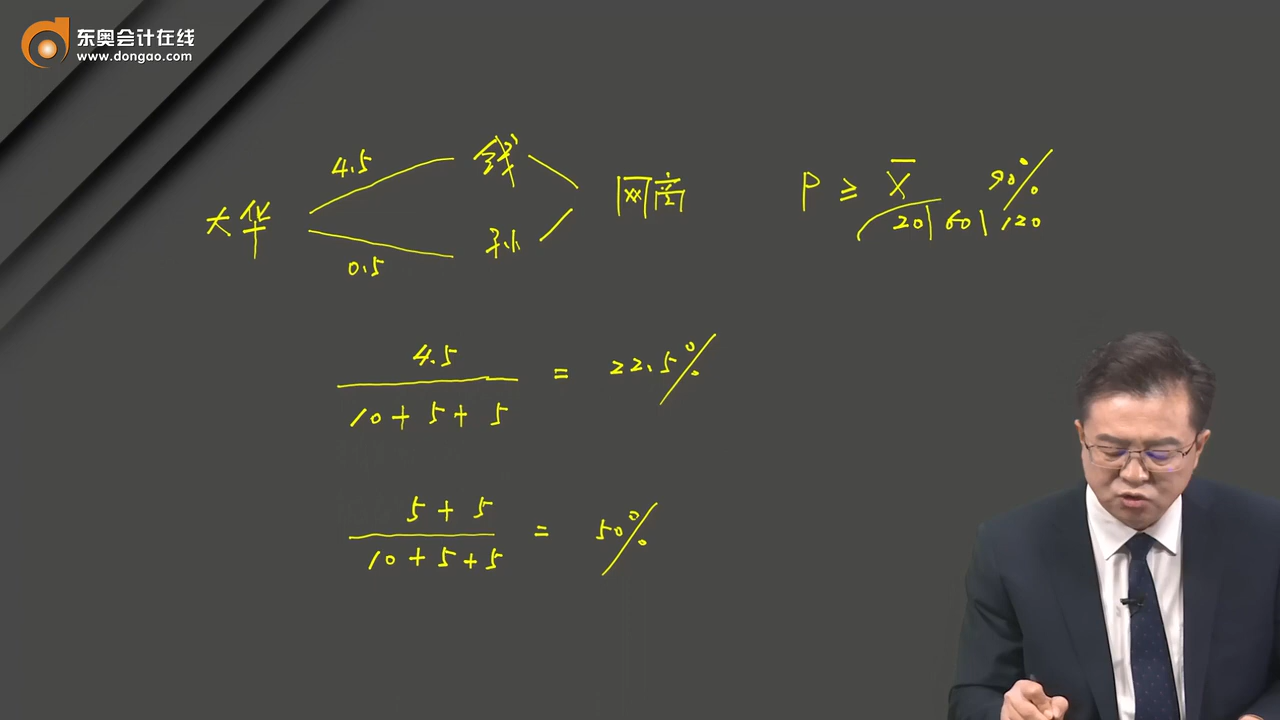 东奥会计在线
www.dongao.com
4.5 钱
大华 网商 P ≥ X̄ 90%
0.5 孙 20 | 60 | 120
4.5
10 + 5 + 5 = 22.5%
5 + 5
10 + 5 + 5 = 50%